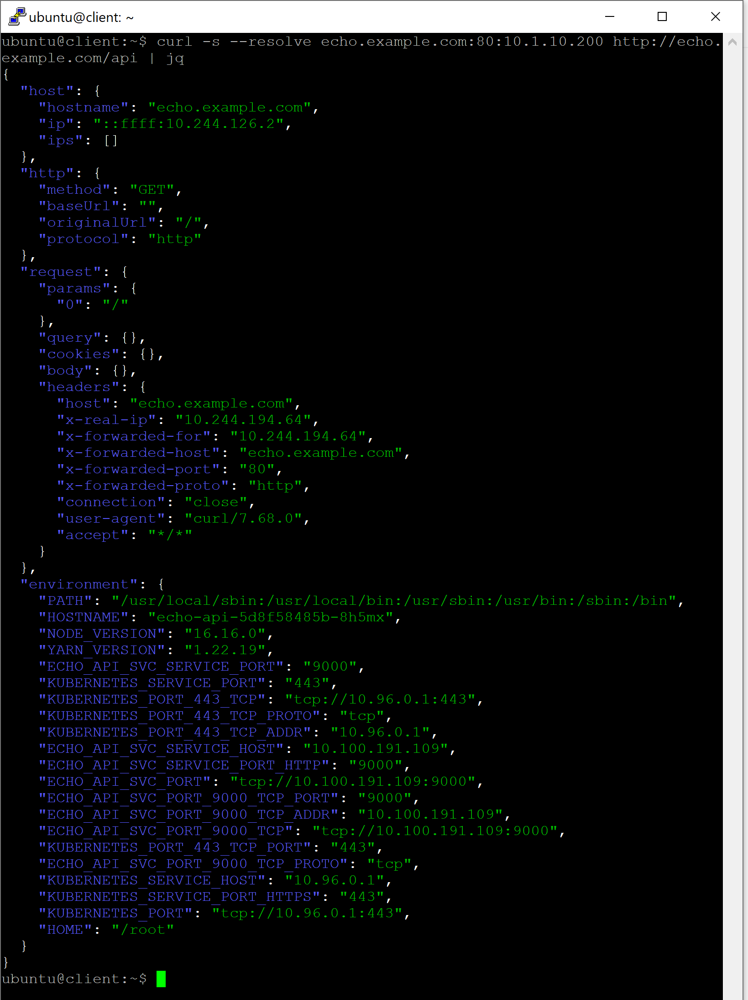 ubuntu@client: ~
ubuntu@client:~$ curl -s --resolve echo.example.com:80:10.1.10.200 http://echo.
example.com/api | jq
{
  "host": {
    "hostname": "echo.example.com",
    "ip": "::ffff:10.244.126.2",
    "ips": []
  },
  "http": {
    "method": "GET",
    "baseUrl": "",
    "originalUrl": "/",
    "protocol": "http"
  },
  "request": {
    "params": {
      "0": "/"
    },
    "query": {},
    "cookies": {},
    "body": {},
    "headers": {
      "host": "echo.example.com",
      "x-real-ip": "10.244.194.64",
      "x-forwarded-for": "10.244.194.64",
      "x-forwarded-host": "echo.example.com",
      "x-forwarded-port": "80",
      "x-forwarded-proto": "http",
      "connection": "close",
      "user-agent": "curl/7.68.0",
      "accept": "*/*"
    }
  },
  "environment": {
    "PATH": "/usr/local/sbin:/usr/local/bin:/usr/sbin:/usr/bin:/sbin:/bin",
    "HOSTNAME": "echo-api-5d8f58485b-8h5mx",
    "NODE_VERSION": "16.16.0",
    "YARN_VERSION": "1.22.19",
    "ECHO_API_SVC_SERVICE_PORT": "9000",
    "KUBERNETES_SERVICE_PORT": "443",
    "KUBERNETES_PORT_443_TCP": "tcp://10.96.0.1:443",
    "KUBERNETES_PORT_443_TCP_PROTO": "tcp",
    "KUBERNETES_PORT_443_TCP_ADDR": "10.96.0.1",
    "ECHO_API_SVC_SERVICE_HOST": "10.100.191.109",
    "ECHO_API_SVC_SERVICE_PORT_HTTP": "9000",
    "ECHO_API_SVC_PORT": "tcp://10.100.191.109:9000",
    "ECHO_API_SVC_PORT_9000_TCP_PORT": "9000",
    "ECHO_API_SVC_PORT_9000_TCP_ADDR": "10.100.191.109",
    "ECHO_API_SVC_PORT_9000_TCP": "tcp://10.100.191.109:9000",
    "KUBERNETES_PORT_443_TCP_PORT": "443",
    "ECHO_API_SVC_PORT_9000_TCP_PROTO": "tcp",
    "KUBERNETES_SERVICE_HOST": "10.96.0.1",
    "KUBERNETES_SERVICE_PORT_HTTPS": "443",
    "KUBERNETES_PORT": "tcp://10.96.0.1:443",
    "HOME": "/root"
  }
}
ubuntu@client:~$